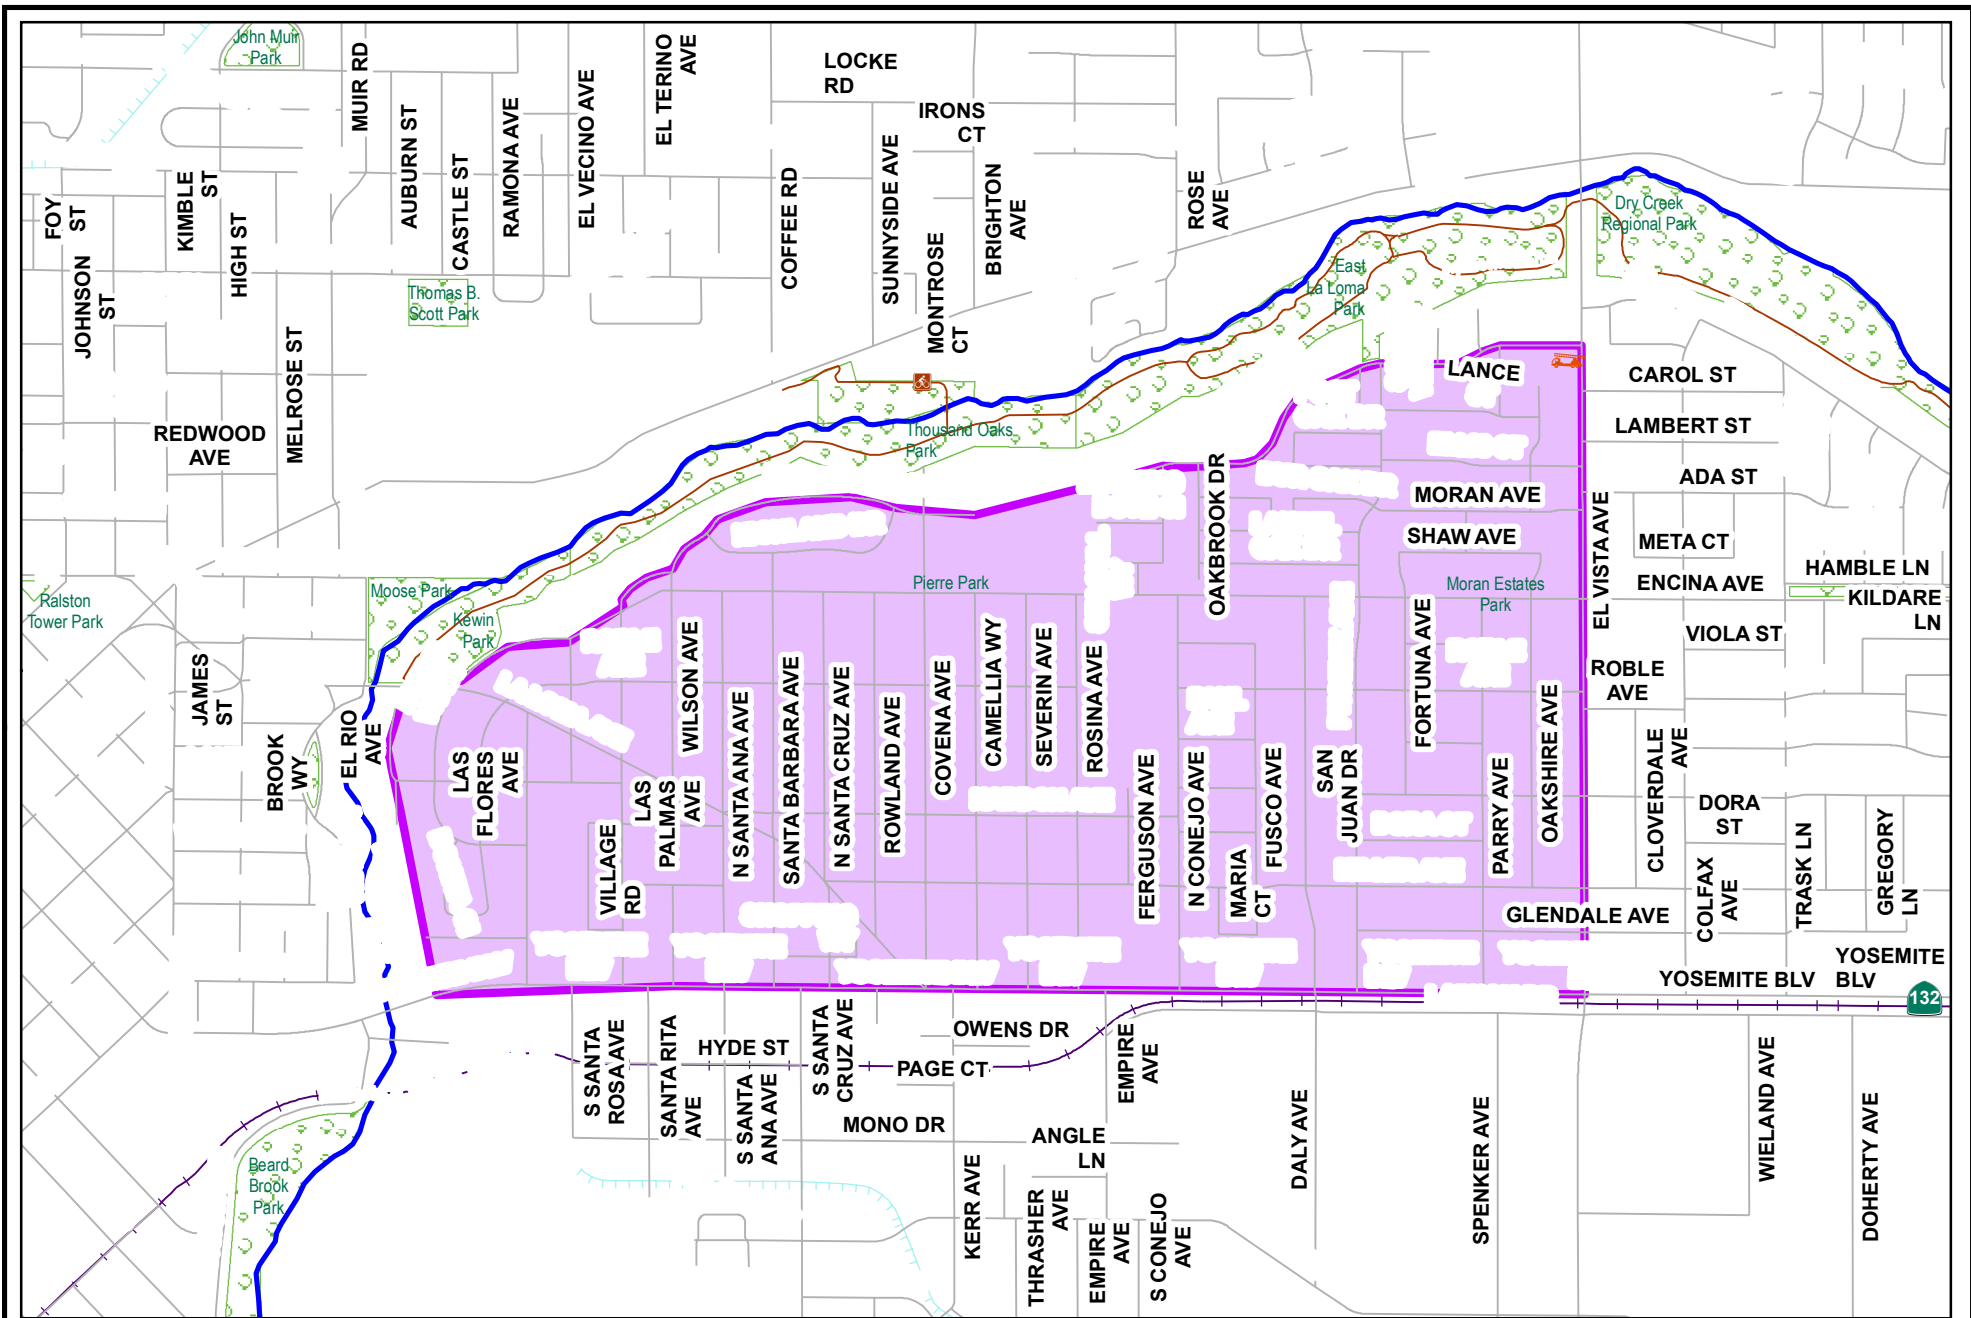 John Muir
Park
MUIR RD
EL TERINO
AVE
LOCKE
RD
IRONS
CT
AUBURN ST
CASTLE ST
RAMONA AVE
EL VECINO AVE
COFFEE RD
SUNNYSIDE AVE
BRIGHTON
AVE
ROSE
AVE
FOY
ST
KIMBLE
ST
HIGH ST
JOHNSON
ST
MONTROSE
CT
Dry Creek
Regional Park
East
La Loma
Park
Thomas B.
Scott Park
MELROSE ST
REDWOOD
AVE
Thousand Oaks
Park
LANCE
CAROL ST
LAMBERT ST
ADA ST
MORAN AVE
SHAW AVE
OAKBROOK DR
EL VISTA AVE
META CT
ENCINA AVE
HAMBLE LN
KILDARE
LN
VIOLA ST
ROBLE
AVE
Ralston
Tower Park
Moose Park
Kewin
Park
Pierre Park
Moran Estates
Park
JAMES
ST
BROOK
WY
EL RIO
AVE
LAS
FLORES
AVE
VILLAGE
RD
LAS
PALMAS
AVE
WILSON AVE
N SANTA ANA AVE
SANTA BARBARA AVE
N SANTA CRUZ AVE
ROWLAND AVE
COVENA AVE
CAMELLIA WY
SEVERIN AVE
ROSINA AVE
FERGUSON AVE
N CONEJO AVE
MARIA
CT
FUSCO AVE
SAN
JUAN DR
FORTUNA AVE
PARRY AVE
OAKSHIRE AVE
CLOVERDALE
AVE
DORA
ST
COLFAX
AVE
TRASK LN
GREGORY
LN
GLENDALE AVE
YOSEMITE BLV
YOSEMITE
BLV
132
S SANTA
ROSA AVE
SANTA RITA
AVE
HYDE ST
S SANTA
ANA AVE
S SANTA
CRUZ AVE
OWENS DR
PAGE CT
MONO DR
EMPIRE
AVE
ANGLE
LN
KERR AVE
THRASHER
AVE
EMPIRE
AVE
S CONEJO
AVE
DALY AVE
SPENKER AVE
WIELAND AVE
DOHERTY AVE
Beard
Brook
Park